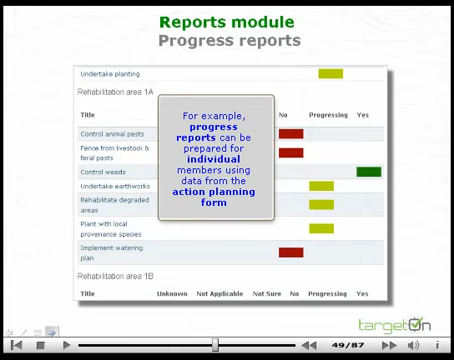 Reports module
Progress reports
Undertake planting
Rehabilitation area 1A
Title No Progressing Yes
Control animal pests
Fence from livestock &
feral pests
Control weeds
Undertake earthworks
Rehabilitate degraded
areas
Plant with local
provenance species
Implement watering
plan
For example,
progress
reports can be
prepared for
individual
members using
data from the
action planning
form
Rehabilitation area 1B
Title Unknown Not Applicable Not Sure No Progressing Yes
targetOn
49/87